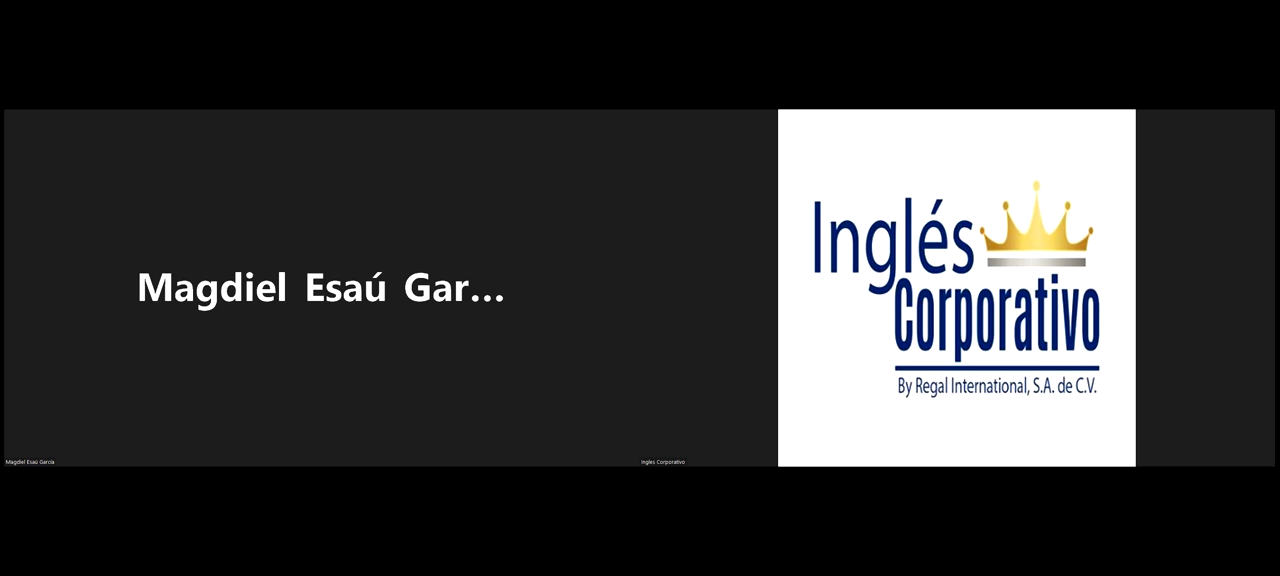 Magdiel Esaú Gar...
Magdiel Esaú García
Inglés
Corporativo
By Regal International, S.A. de C.V.
Ingles Corporativo